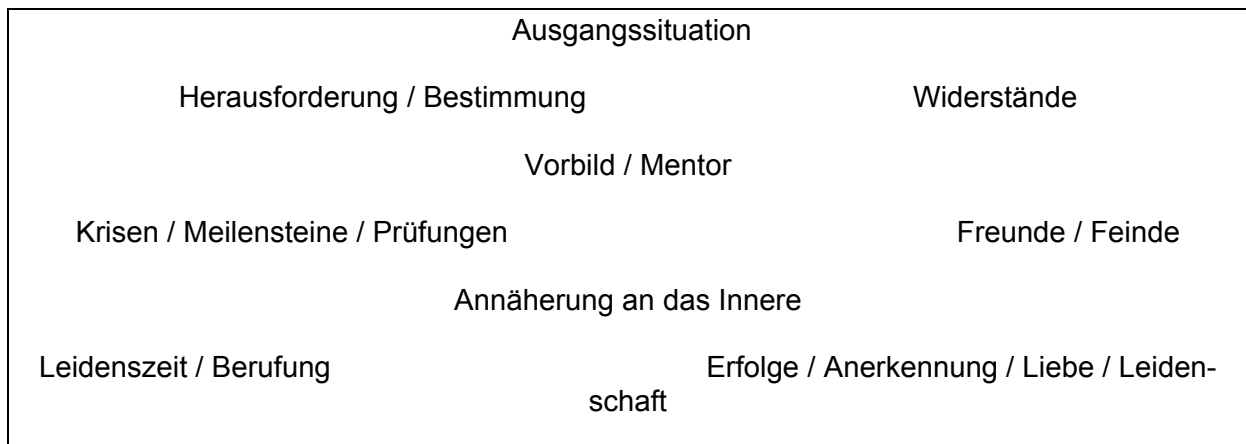 Ausgangssituation
Herausforderung / Bestimmung Widerstände
Vorbild / Mentor
Krisen / Meilensteine / Prüfungen Freunde / Feinde
Annäherung an das Innere
Leidenszeit / Berufung Erfolge / Anerkennung / Liebe / Leiden-
schaft